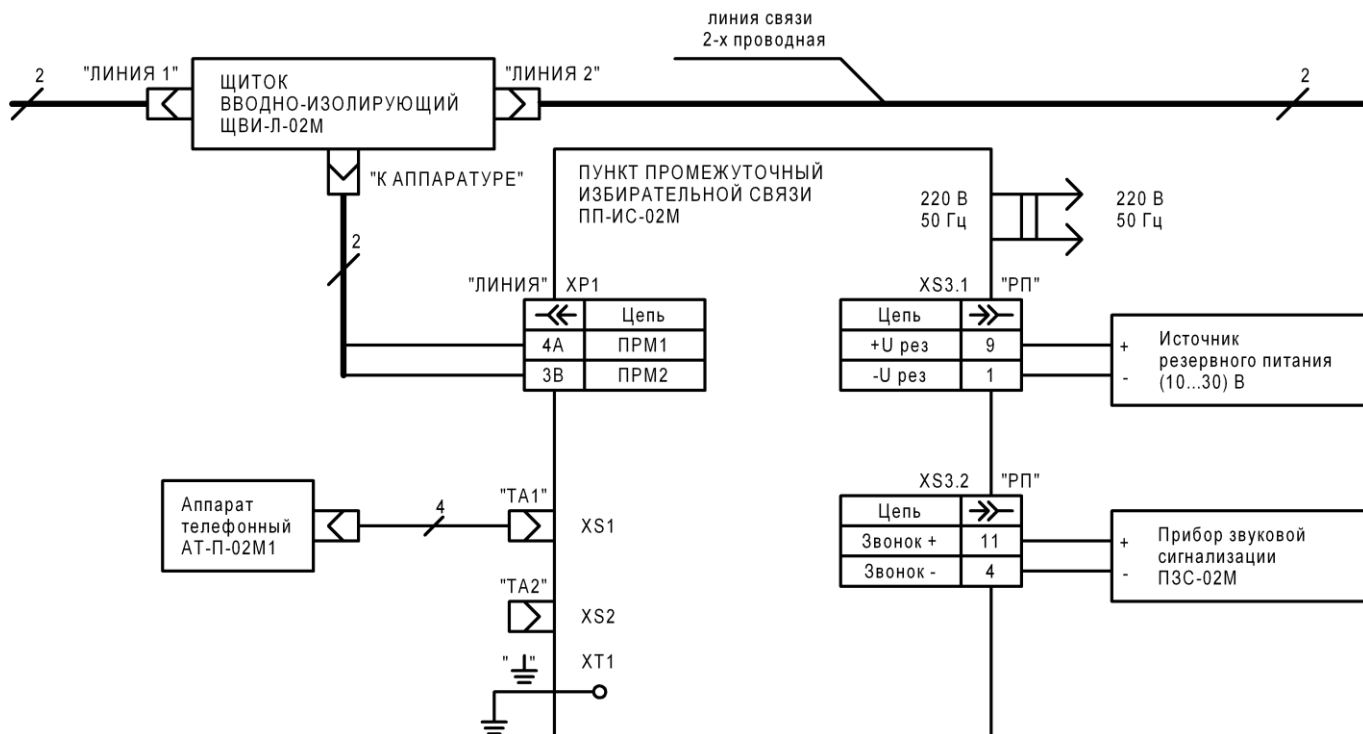 линия связи
2-х проводная
2
"ЛИНИЯ 1"
ЩИТОК
ВВОДНО-ИЗОЛИРУЮЩИЙ
ЩВИ-Л-02М
"ЛИНИЯ 2"
2
"К АППАРАТУРЕ"
2
ПУНКТ ПРОМЕЖУТОЧНЫЙ
ИЗБИРАТЕЛЬНОЙ СВЯЗИ
ПП-ИС-02М
220 В
50 Гц
220 В
50 Гц
"ЛИНИЯ" XP1
Цепь
4А ПРМ1
3В ПРМ2
XS3.1 "РП"
Цепь
+U рез 9
-U рез 1
+
-
Источник
резервного питания
(10...30) В
Аппарат
телефонный
АТ-П-02М1
4
"ТА1"
XS1
"ТА2"
XS2
" "
XT1
XS3.2 "РП"
Цепь
Звонок + 11
Звонок - 4
+
-
Прибор звуковой
сигнализации
ПЗС-02М